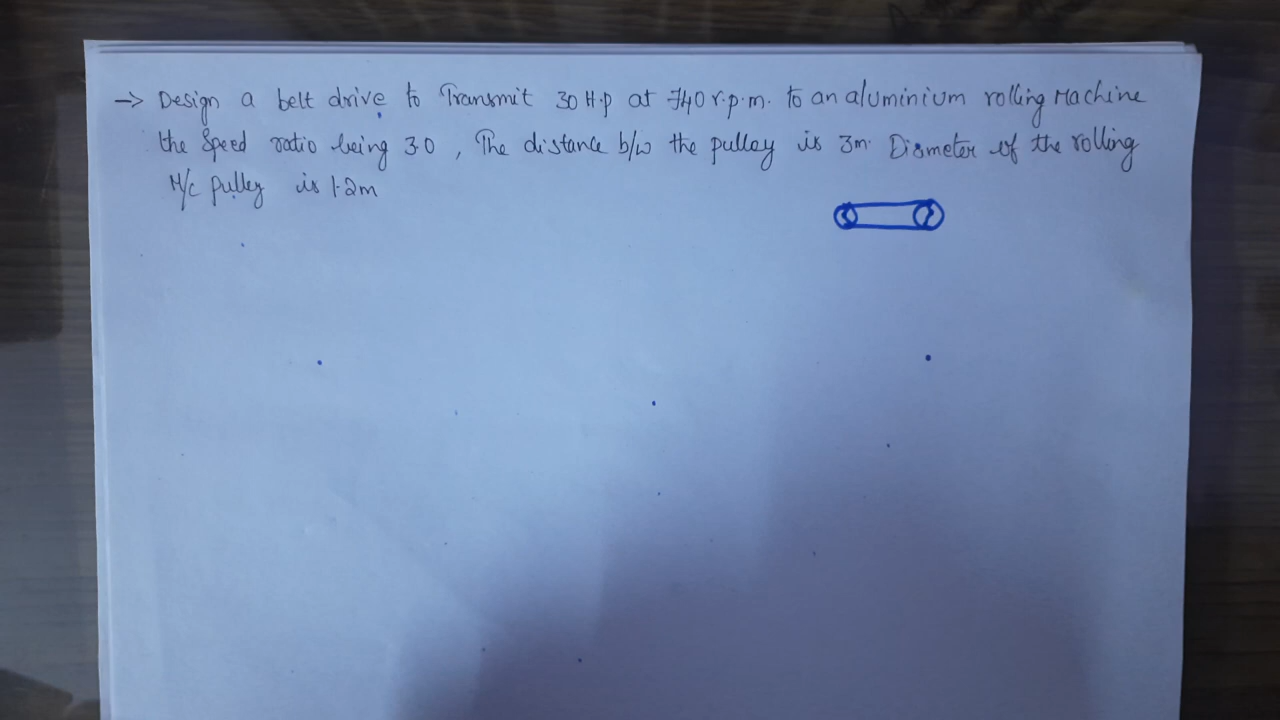 → Design a belt drive to Transmit 30 H.p at 740 r.p.m. to an aluminium rolling Machine
the Speed ratio being 3.0 , The distance b/w the pulley is 3m. Diameter of the rolling
M/c pulley is 1.2m